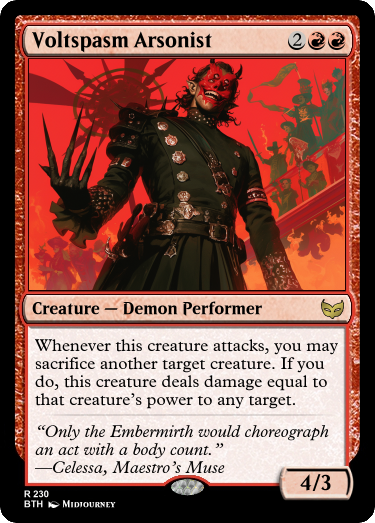 Voltspasm Arsonist 2
Creature — Demon Performer
Whenever this creature attacks, you may
sacrifice another target creature. If you
do, this creature deals damage equal to
that creature's power to any target.
“Only the Embermirth would choreograph
an act with a body count.”
—Celessa, Maestro's Muse
4/3
R 230
BTH Midjourney